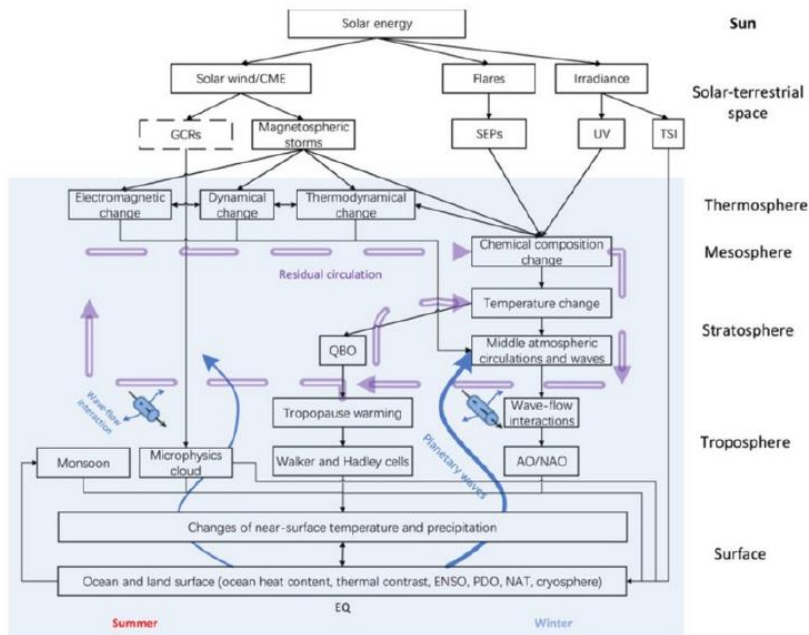 Solar energy
Sun
Solar wind/CME
Flares
Irradiance
Solar-terrestrial
space
GCRs
Magnetospheric
storms
SEPs
UV
TSI
Electromagnetic
change
Dynamical
change
Thermodynamical
change
Thermosphere
Chemical composition
change
Mesosphere
Residual circulation
Temperature change
Stratosphere
QBO
Middle atmospheric
circulations and waves
Wave-flow
interaction
Tropopause warming
Wave-flow
interactions
Planetary waves
Troposphere
Monsoon
Microphysics
cloud
Walker and Hadley cells
AO/NAO
Changes of near-surface temperature and precipitation
Surface
Ocean and land surface (ocean heat content, thermal contrast, ENSO, PDO, NAT, cryosphere)
EQ
Summer
Winter